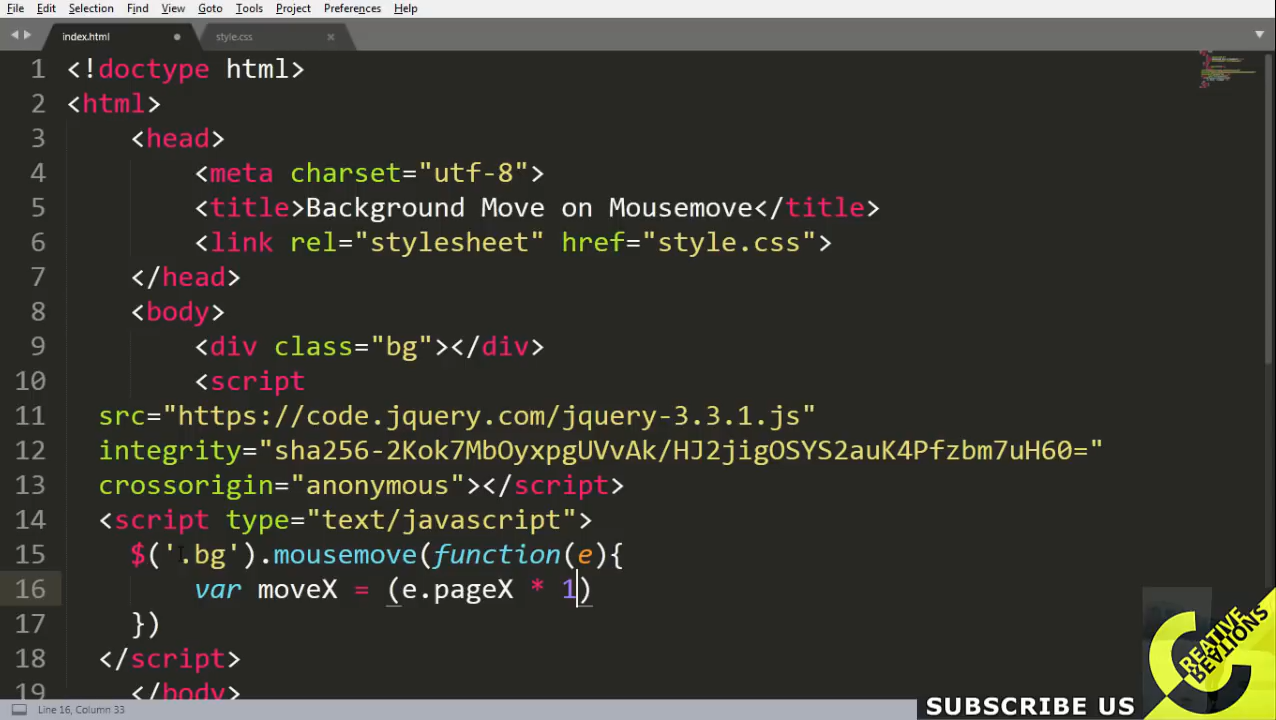 File Edit Selection Find View Goto Tools Project Preferences Help
index.html style.css
1 <!doctype html>
2 <html>
3 <head>
4 <meta charset="utf-8">
5 <title>Background Move on Mousemove</title>
6 <link rel="stylesheet" href="style.css">
7 </head>
8 <body>
9 <div class="bg"></div>
10 <script
11 src="https://code.jquery.com/jquery-3.3.1.js"
12 integrity="sha256-2Kok7MbOyxpgUVvAk/HJ2jigOSYS2auK4Pfzbm7uH60="
13 crossorigin="anonymous"></script>
14 <script type="text/javascript">
15 $('.bg').mousemove(function(e){
16 var moveX = (e.pageX * 1)
17 })
18 </script>
19 </body>
CREATIVE
CREATIONS
SUBSCRIBE US
Line 16, Column 33